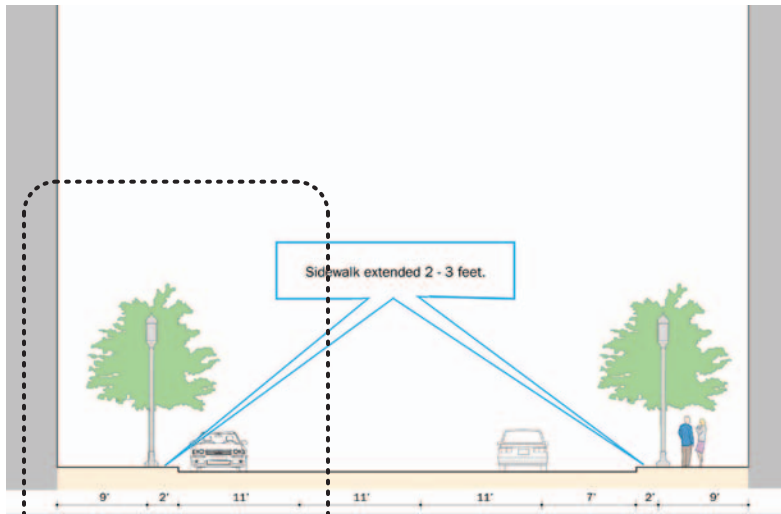 Sidewalk extended 2 - 3 feet.
9' 2' 11' 11' 11' 7' 2' 9'